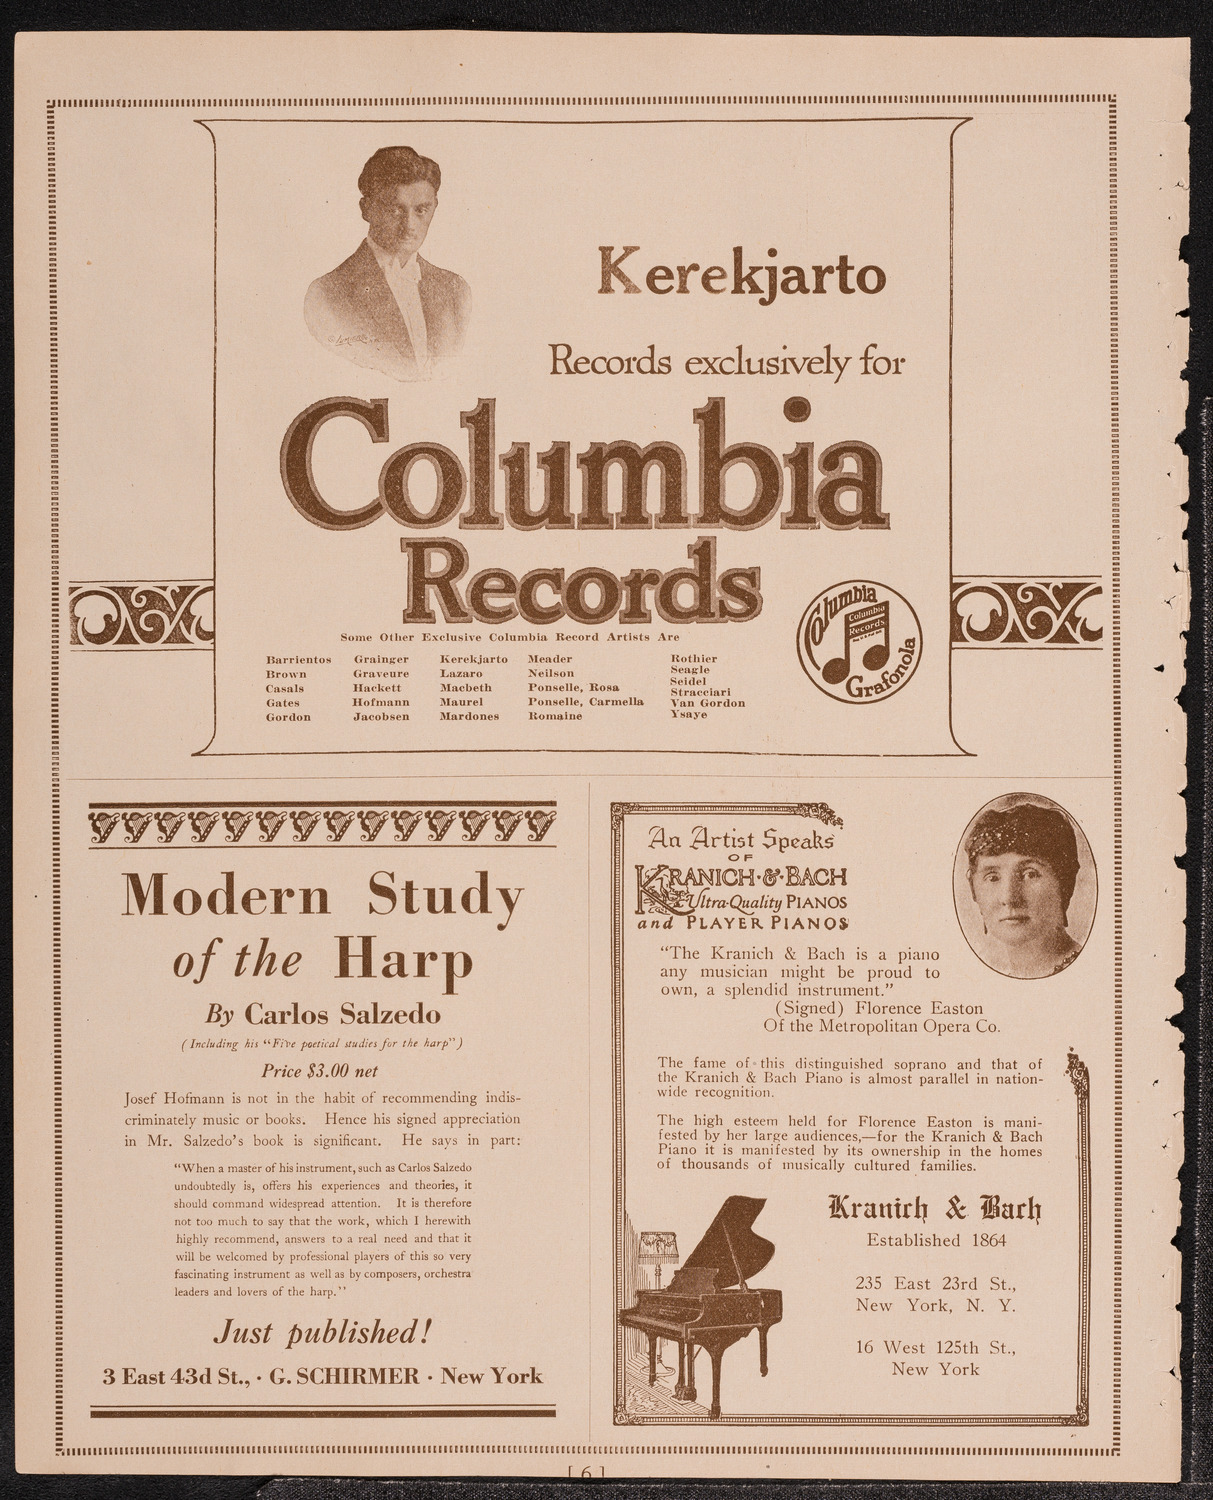 Kerekjarto
Records exclusively for
Columbia
Records
Columbia
Columbia
Records
Grafonola
Some Other Exclusive Columbia Record Artists Are
Barrientos
Brown
Casals
Gates
Gordon
Grainger
Graveure
Hackett
Hofmann
Jacobsen
Kerekjarto
Lazaro
Macbeth
Maurel
Mardones
Meader
Neilson
Ponselle, Rosa
Ponselle, Carmella
Romaine
Rothier
Seagle
Seidel
Stracciari
Van Gordon
Ysaye
Modern Study
of the Harp
By Carlos Salzedo
(Including his “Five poetical studies for the harp”)
Price $3.00 net
Josef Hofmann is not in the habit of recommending indis-
criminately music or books. Hence his signed appreciation
in Mr. Salzedo's book is significant. He says in part:
“When a master of his instrument, such as Carlos Salzedo
undoubtedly is, offers his experiences and theories, it
should command widespread attention. It is therefore
not too much to say that the work, which I herewith
highly recommend, answers to a real need and that it
will be welcomed by professional players of this so very
fascinating instrument as well as by composers, orchestra
leaders and lovers of the harp.”
Just published!
3 East 43d St., · G. SCHIRMER · New York
An Artist Speaks
OF
KRANICH·&·BACH
Ultra-Quality PIANOS
and PLAYER PIANOS
“The Kranich & Bach is a piano
any musician might be proud to
own, a splendid instrument.”
(Signed) Florence Easton
Of the Metropolitan Opera Co.
The fame of this distinguished soprano and that of
the Kranich & Bach Piano is almost parallel in nation-
wide recognition.
The high esteem held for Florence Easton is mani-
fested by her large audiences,—for the Kranich & Bach
Piano it is manifested by its ownership in the homes
of thousands of musically cultured families.
Kranich & Bach
Established 1864
235 East 23rd St.,
New York, N. Y.
16 West 125th St.,
New York
[ 6 ]